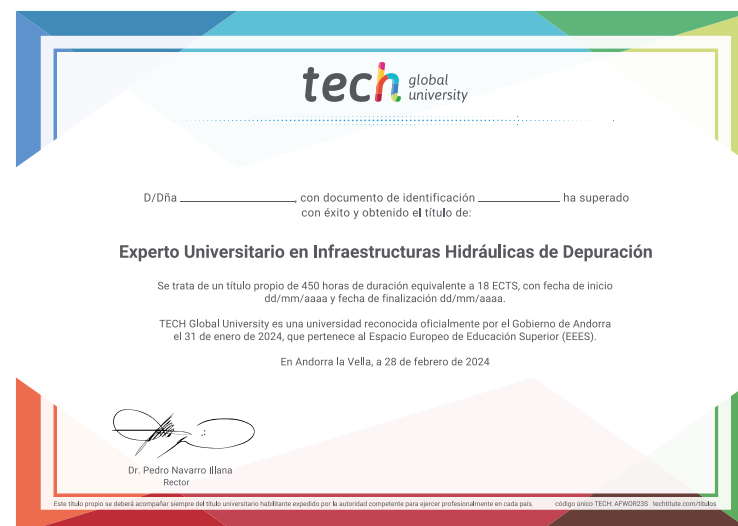 tech global
university
D/Dña ____________________, con documento de identificación ______________ ha superado
con éxito y obtenido el título de:
Experto Universitario en Infraestructuras Hidráulicas de Depuración
Se trata de un título propio de 450 horas de duración equivalente a 18 ECTS, con fecha de inicio
dd/mm/aaaa y fecha de finalización dd/mm/aaaa.
TECH Global University es una universidad reconocida oficialmente por el Gobierno de Andorra
el 31 de enero de 2024, que pertenece al Espacio Europeo de Educación Superior (EEES).
En Andorra la Vella, a 28 de febrero de 2024
Dr. Pedro Navarro Illana
Rector
Este título propio se deberá acompañar siempre del título universitario habilitante expedido por la autoridad competente para ejercer profesionalmente en cada país. código único TECH: AFWOR23S techtitute.com/titulos